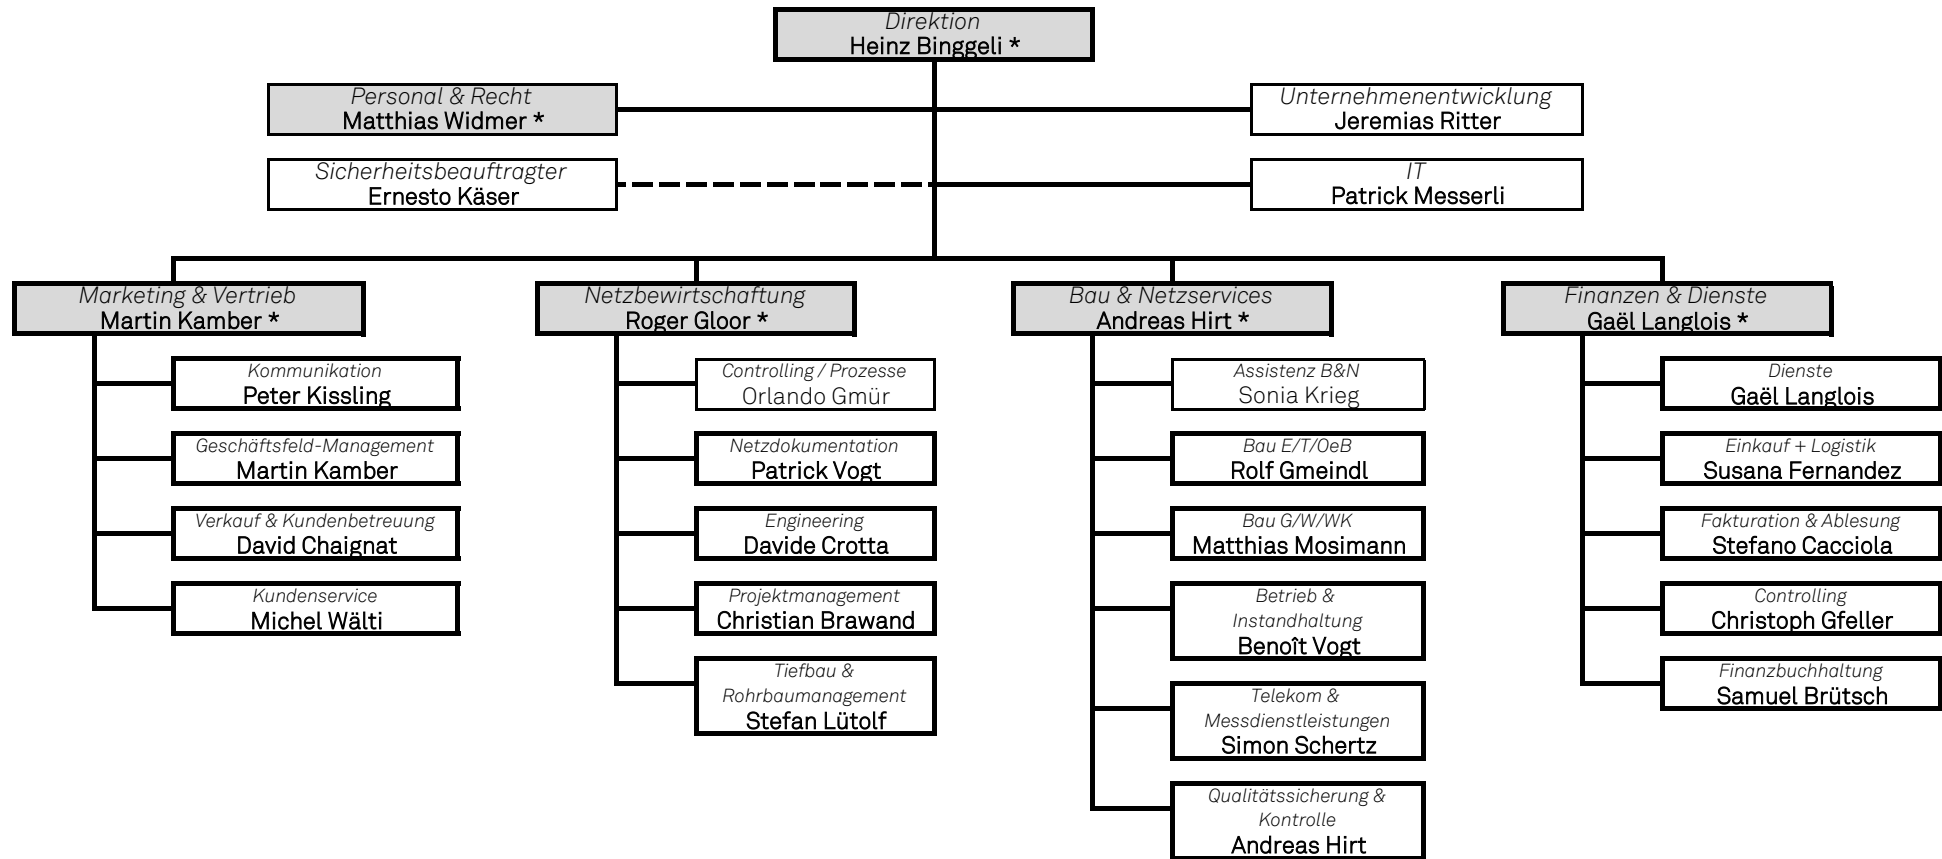 Direktion
Heinz Binggeli *
Personal & Recht
Matthias Widmer *
Unternehmenentwicklung
Jeremias Ritter
Sicherheitsbeauftragter
Ernesto Käser
IT
Patrick Messerli
Marketing & Vertrieb
Martin Kamber *
Kommunikation
Peter Kissling
Geschäftsfeld-Management
Martin Kamber
Verkauf & Kundenbetreuung
David Chaignat
Kundenservice
Michel Wälti
Netzbewirtschaftung
Roger Gloor *
Controlling / Prozesse
Orlando Gmür
Netzdokumentation
Patrick Vogt
Engineering
Davide Crotta
Projektmanagement
Christian Brawand
Tiefbau &
Rohrbaumanagement
Stefan Lütolf
Bau & Netzservices
Andreas Hirt *
Assistenz B&N
Sonia Krieg
Bau E/T/OeB
Rolf Gmeindl
Bau G/W/WK
Matthias Mosimann
Betrieb &
Instandhaltung
Benoît Vogt
Telekom &
Messdienstleistungen
Simon Schertz
Qualitätssicherung &
Kontrolle
Andreas Hirt
Finanzen & Dienste
Gaël Langlois *
Dienste
Gaël Langlois
Einkauf + Logistik
Susana Fernandez
Fakturation & Ablesung
Stefano Cacciola
Controlling
Christoph Gfeller
Finanzbuchhaltung
Samuel Brütsch